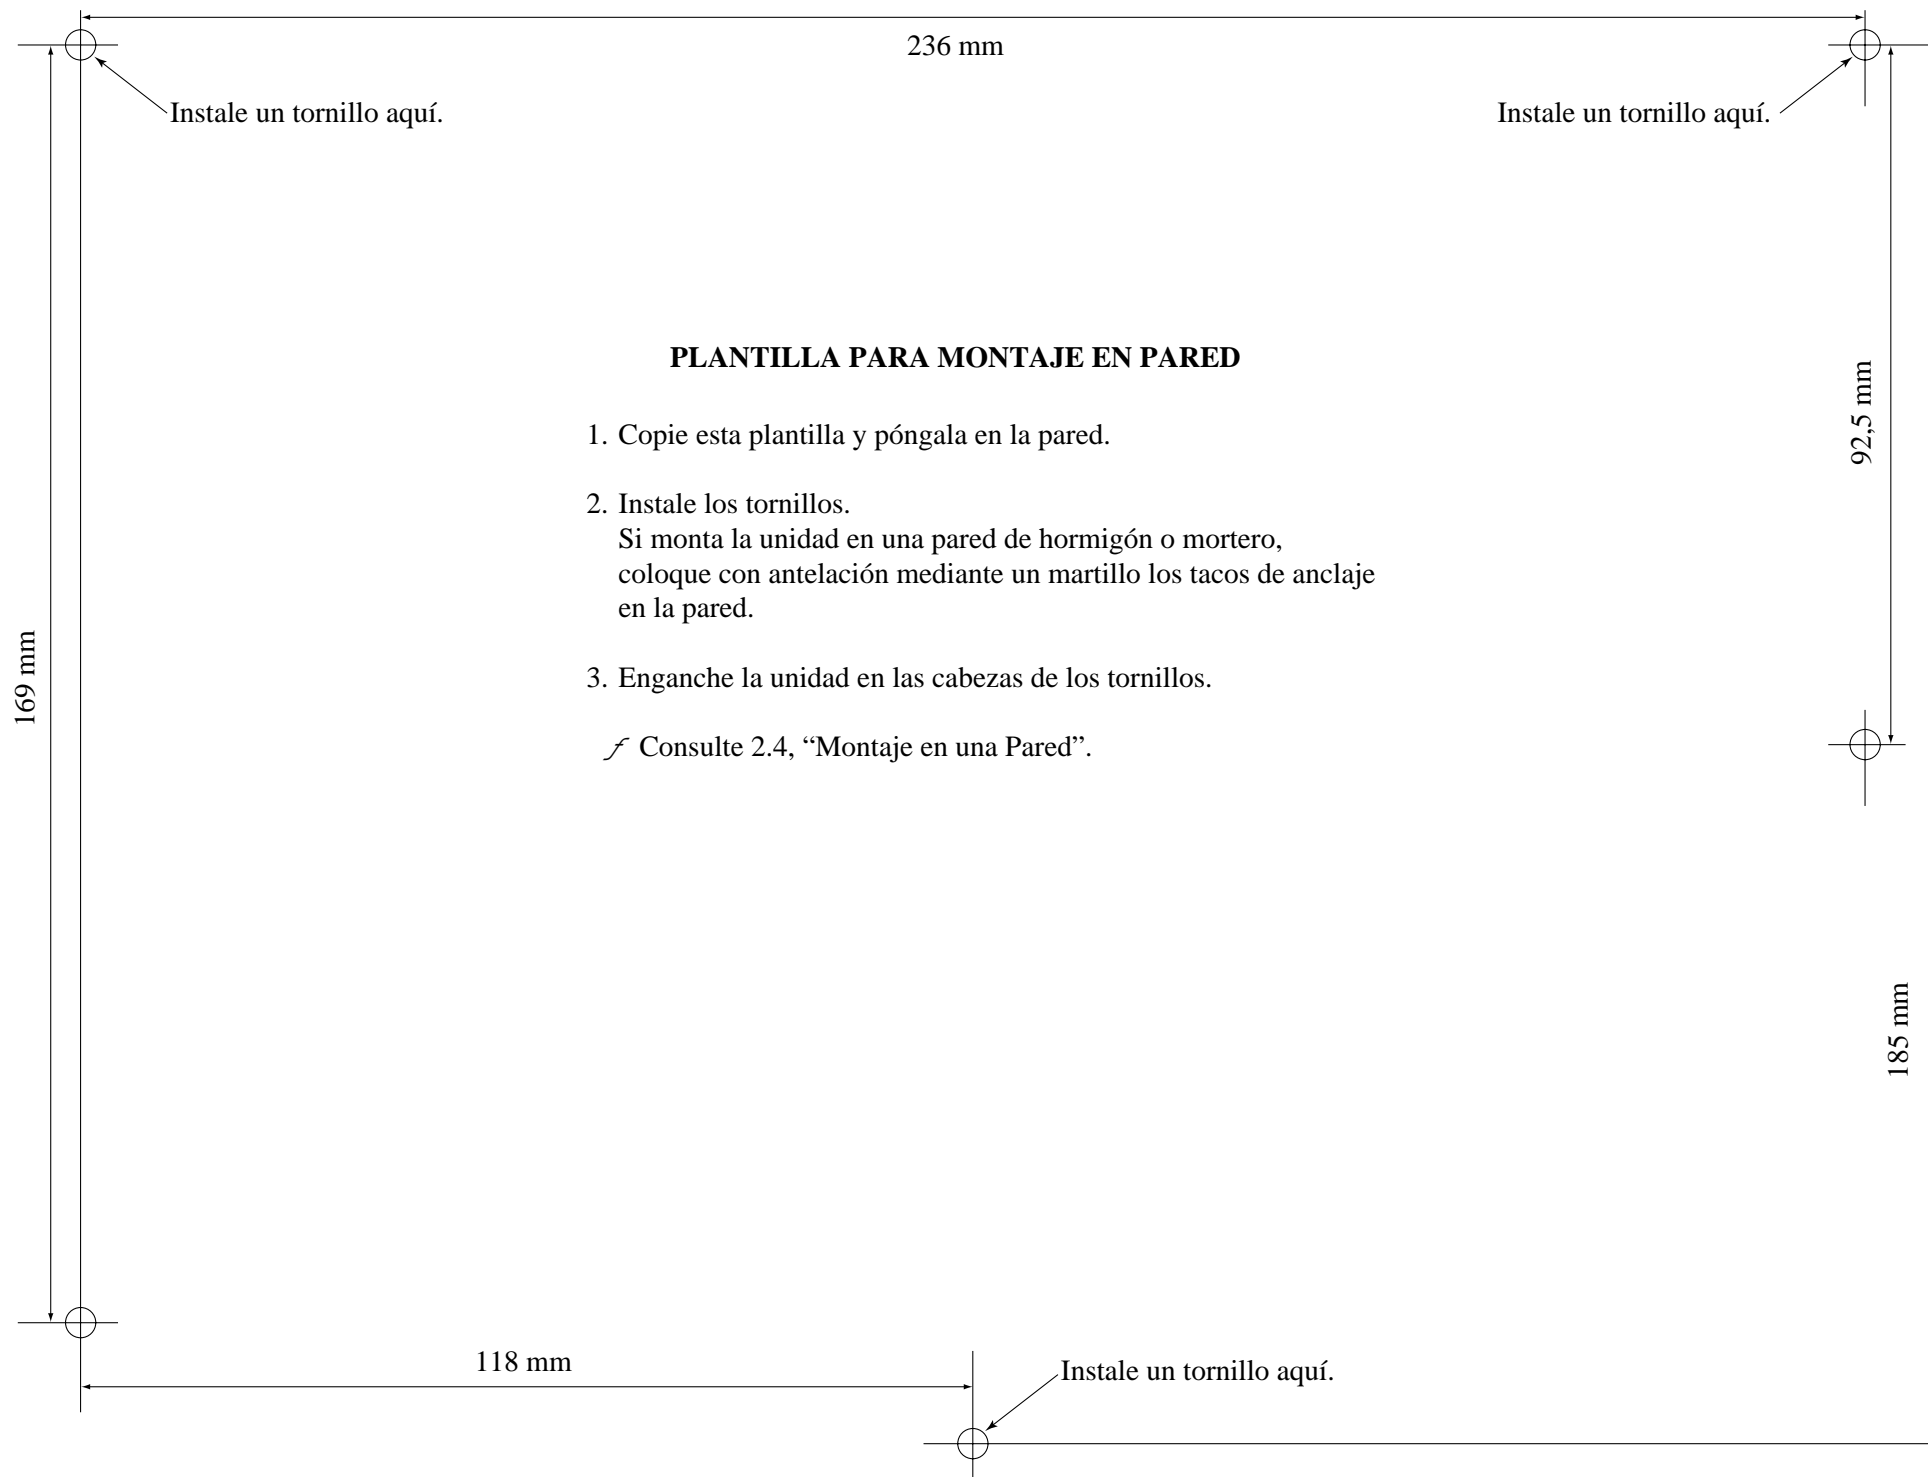 236 mm
Instale un tornillo aquí.
Instale un tornillo aquí.
PLANTILLA PARA MONTAJE EN PARED
92,5 mm
1. Copie esta plantilla y póngala en la pared.
2. Instale los tornillos.
Si monta la unidad en una pared de hormigón o mortero,
coloque con antelación mediante un martillo los tacos de anclaje
en la pared.
169 mm
3. Enganche la unidad en las cabezas de los tornillos.
ƒ Consulte 2.4, “Montaje en una Pared”.
185 mm
118 mm
Instale un tornillo aquí.